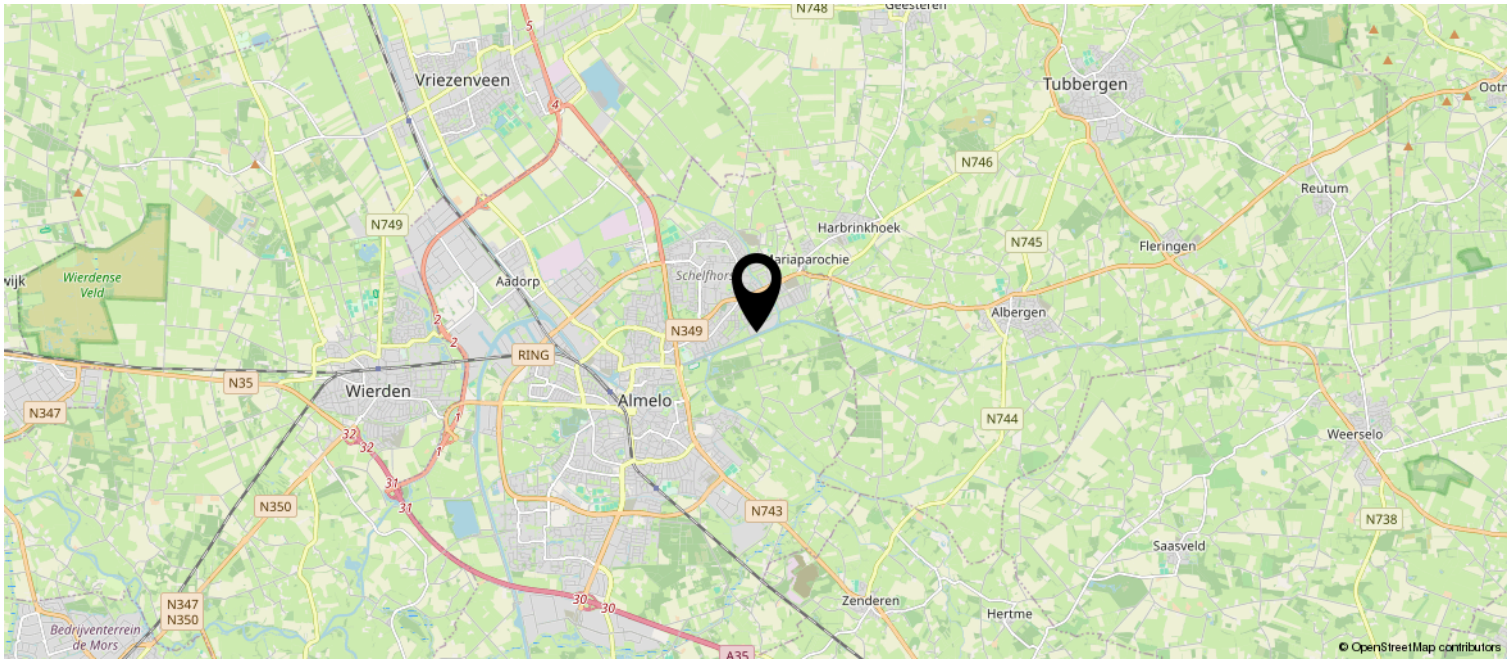 N748
Geesteren
5
Vriezenveen
Tubbergen
4
N746
Reutum
N749
Harbrinkhoek
N745
Fleringen
Mariaparochie
Wierdense
Veld
wijk
Aadorp
Schelfhors
Albergen
2
2
N349
RING
N35
Wierden
Almelo
N347
1
N744
32
32
1
Weerselo
31
31
N350
N743
N738
Saasveld
30
30
Zenderen
Hertme
N347
N350
Bedrijventerrein
de Mors
A35
© OpenStreetMap contributors